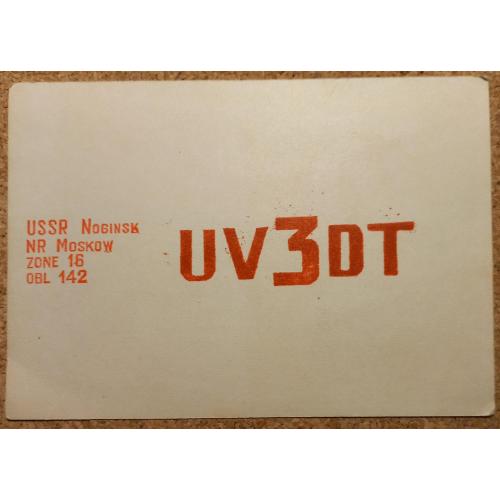 USSR NOGINSK
NR MOSKOW
ZONE 16
OBL 142
UV3DT